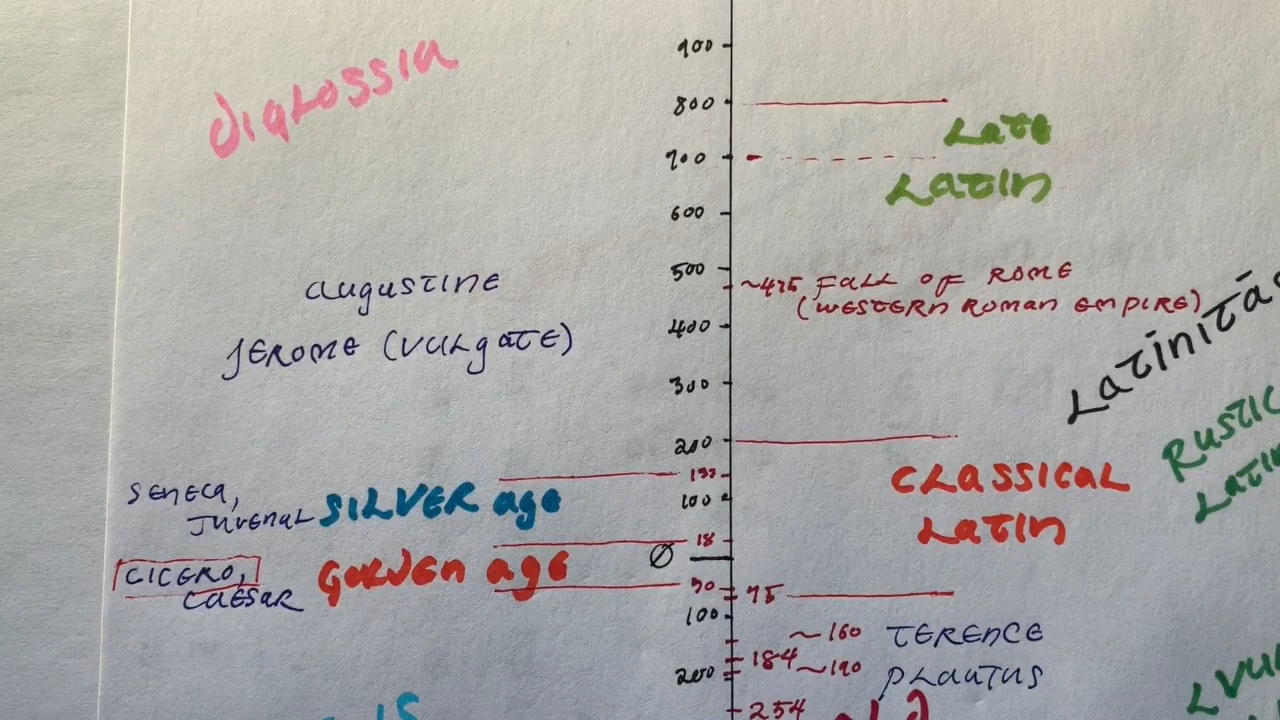 DIGLOSSIA
900
800
LATE
700
LATIN
600
AUGUSTINE
500
~475 FALL OF ROME
(WESTERN ROMAN EMPIRE)
JEROME (VULGATE)
400
LATINITĀ
300
RUSTIC
LATIN
200
133
CLASSICAL
SENECA,
JUVENAL SILVER AGE
100
LATIN
18
Ø
CICERO,
CAESAR GOLDEN AGE
70
75
100
~160 TERENCE
184
~190 PLAUTUS
200
254